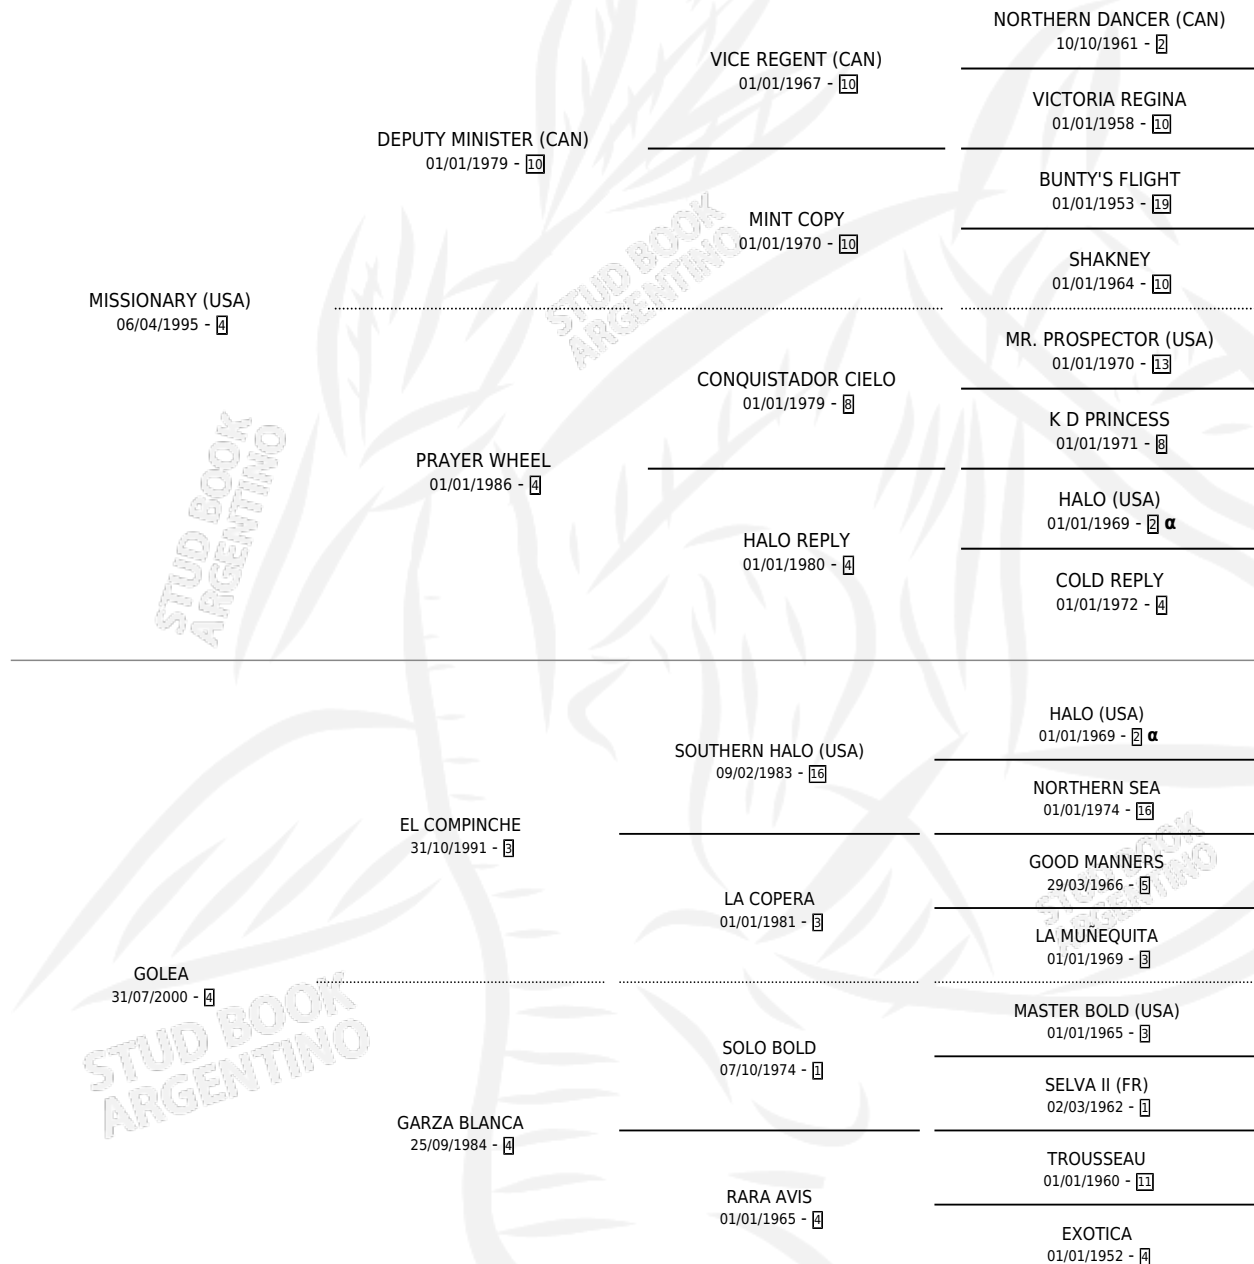 NORTHERN DANCER (CAN)
10/10/1961 - 2
VICE REGENT (CAN)
01/01/1967 - 10
VICTORIA REGINA
01/01/1958 - 10
DEPUTY MINISTER (CAN)
01/01/1979 - 10
BUNTY'S FLIGHT
01/01/1953 - 19
MINT COPY
01/01/1970 - 10
SHAKNEY
01/01/1964 - 10
MISSIONARY (USA)
06/04/1995 - 4
MR. PROSPECTOR (USA)
01/01/1970 - 13
CONQUISTADOR CIELO
01/01/1979 - 8
K D PRINCESS
01/01/1971 - 8
PRAYER WHEEL
01/01/1986 - 4
HALO (USA)
01/01/1969 - 2 α
HALO REPLY
01/01/1980 - 4
COLD REPLY
01/01/1972 - 4
HALO (USA)
01/01/1969 - 2 α
SOUTHERN HALO (USA)
09/02/1983 - 16
NORTHERN SEA
01/01/1974 - 16
EL COMPINCHE
31/10/1991 - 3
GOOD MANNERS
29/03/1966 - 5
LA COPERA
01/01/1981 - 3
LA MUÑEQUITA
01/01/1969 - 3
GOLEA
31/07/2000 - 4
MASTER BOLD (USA)
01/01/1965 - 3
SOLO BOLD
07/10/1974 - 1
SELVA II (FR)
02/03/1962 - 1
GARZA BLANCA
25/09/1984 - 4
TROUSSEAU
01/01/1960 - 11
RARA AVIS
01/01/1965 - 4
EXOTICA
01/01/1952 - 4
STUD BOOK
ARGENTINO
STUD BOOK
ARGENTINO
STUD BOOK
ARGENTINO
STUD BOOK
ARGENTINO